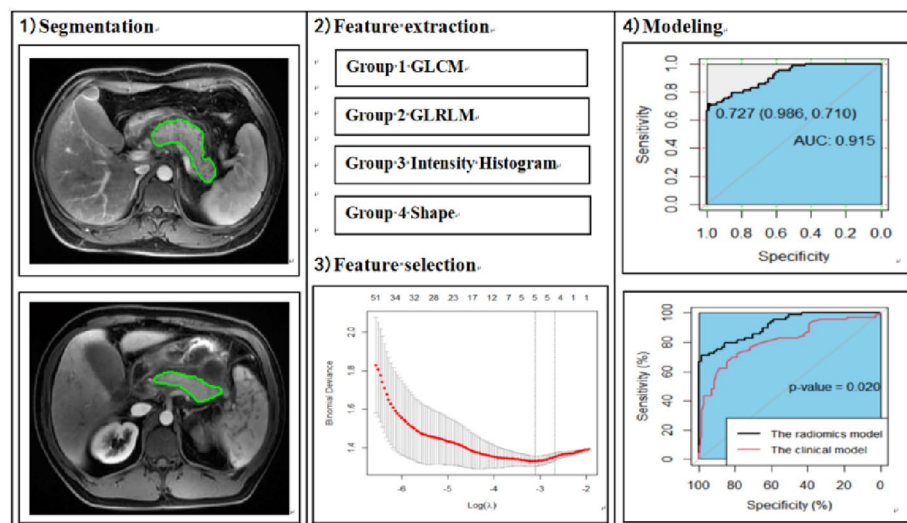 1) Segmentation
2) Feature extraction
Group 1 GLCM
Group 2 GLRLM
Group 3 Intensity Histogram
Group 4 Shape
3) Feature selection
51 34 32 28 23 17 12 7 5 5 4 1 1
2.0
1.8
1.6
1.4
Binomial Deviance
-6 -5 -4 -3 -2
Log(λ)
4) Modeling
1.0
0.8
0.6
0.4
0.2
0.0
Sensitivity
0.727 (0.986, 0.710)
AUC: 0.915
1.0 0.8 0.6 0.4 0.2 0.0
Specificity
100
80
60
40
20
0
Sensitivity (%)
p-value = 0.020
The radiomics model
The clinical model
100 80 60 40 20 0
Specificity (%)